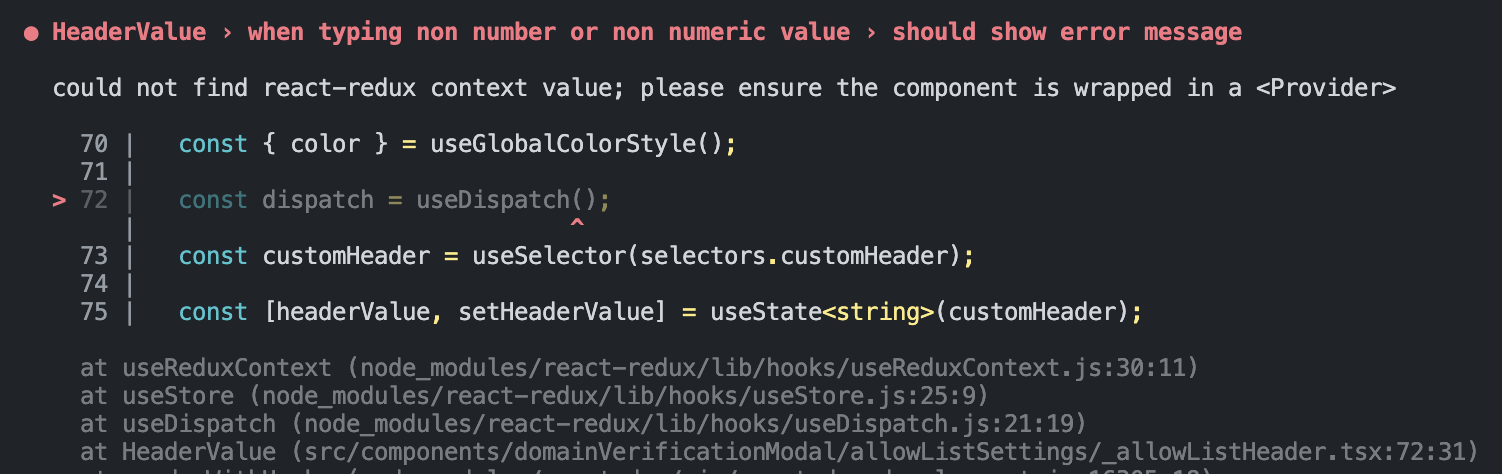 ● HeaderValue › when typing non number or non numeric value › should show error message
could not find react-redux context value; please ensure the component is wrapped in a <Provider>
70 |   const { color } = useGlobalColorStyle();
71 |
> 72 |   const dispatch = useDispatch();
|                                ^
73 |   const customHeader = useSelector(selectors.customHeader);
74 |
75 |   const [headerValue, setHeaderValue] = useState<string>(customHeader);
at useReduxContext (node_modules/react-redux/lib/hooks/useReduxContext.js:30:11)
at useStore (node_modules/react-redux/lib/hooks/useStore.js:25:9)
at useDispatch (node_modules/react-redux/lib/hooks/useDispatch.js:21:19)
at HeaderValue (src/components/domainVerificationModal/allowListSettings/_allowListHeader.tsx:72:31)